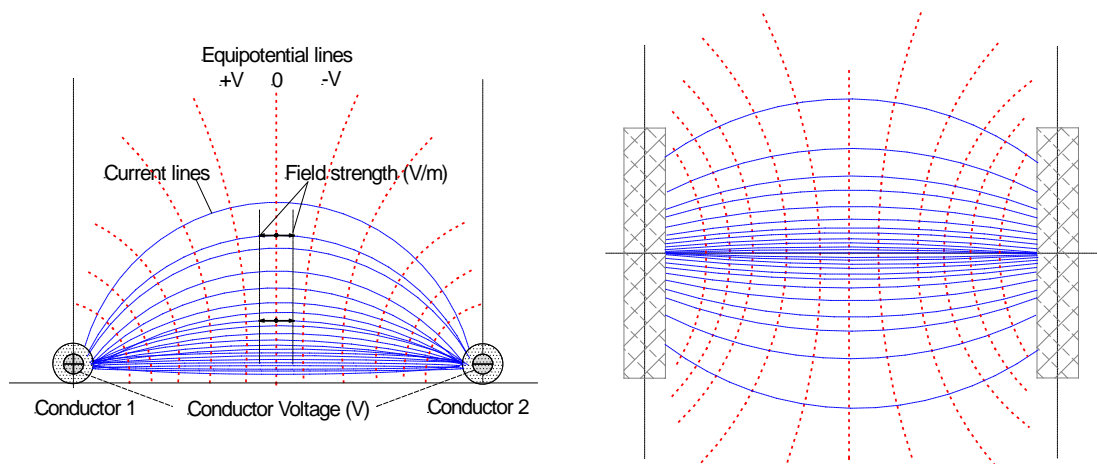 Equipotential lines
+V 0 -V
Current lines
Field strength (V/m)
Conductor 1
Conductor Voltage (V)
Conductor 2